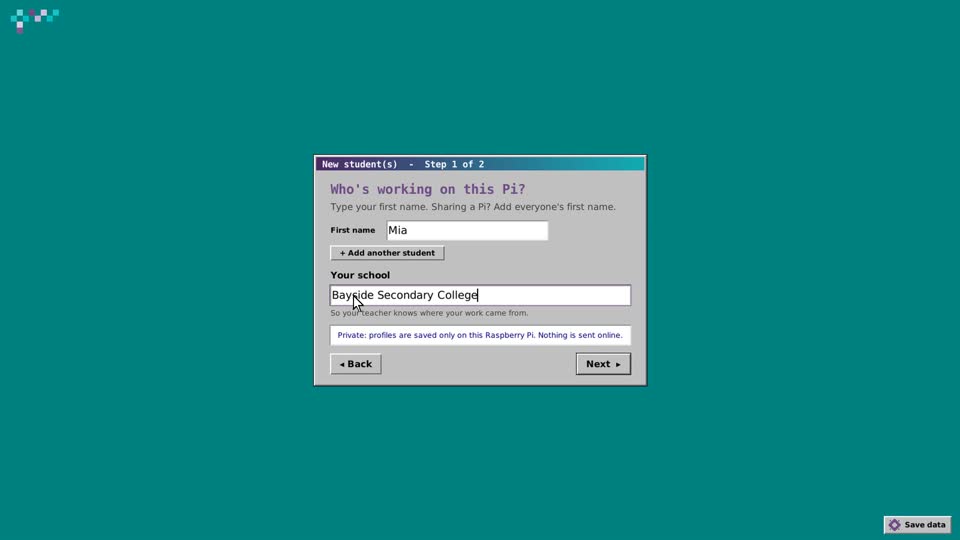 New student(s) - Step 1 of 2
Who's working on this Pi?
Type your first name. Sharing a Pi? Add everyone's first name.
First name Mia
+ Add another student
Your school
Bayside Secondary College
So your teacher knows where your work came from.
Private: profiles are saved only on this Raspberry Pi. Nothing is sent online.
◂ Back Next ▸
Save data